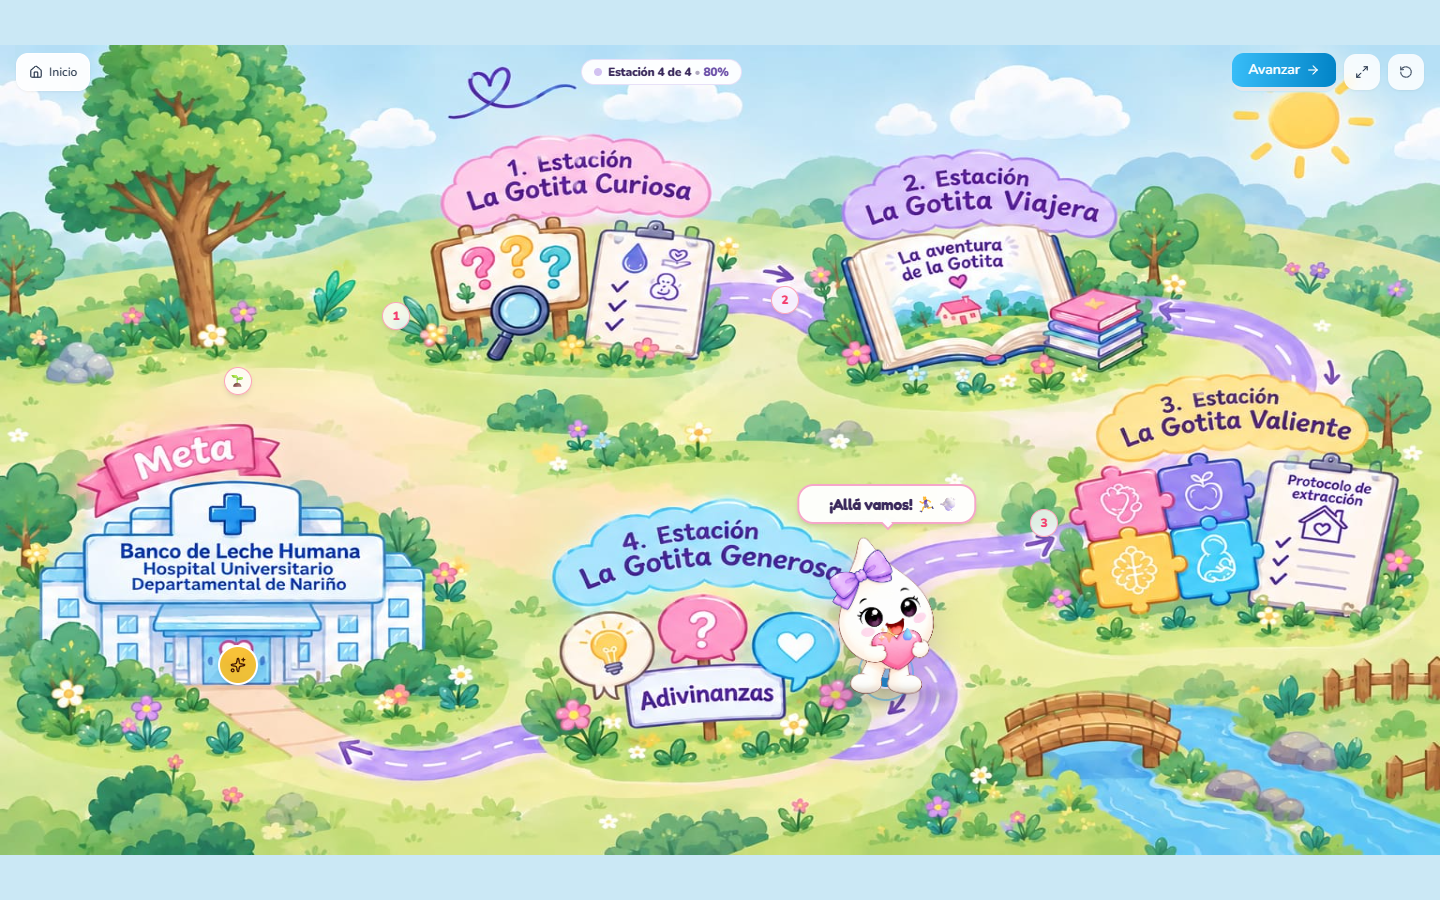 Inicio
Estación 4 de 4 • 80%
Avanzar
1. Estación
La Gotita Curiosa
2. Estación
La Gotita Viajera
? ? ?
La aventura
de la Gotita
1
2
3. Estación
La Gotita Valiente
Protocolo de
extracción
3
Meta
Banco de Leche Humana
Hospital Universitario
Departamental de Nariño
¡Allá vamos!
4. Estación
La Gotita Generosa
?
Adivinanzas